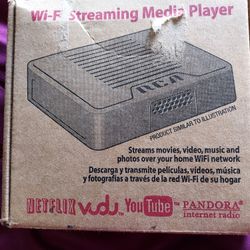 Wi-Fi Streaming Media Player
RCA
PRODUCT SIMILAR TO ILLUSTRATION
Streams movies, video, music and
photos over your home WiFi network
Descarga y transmite películas, vídeos, música
y fotografías a través de la red Wi-Fi de su hogar
NETFLIX VUDU YouTube PANDORA
internet radio